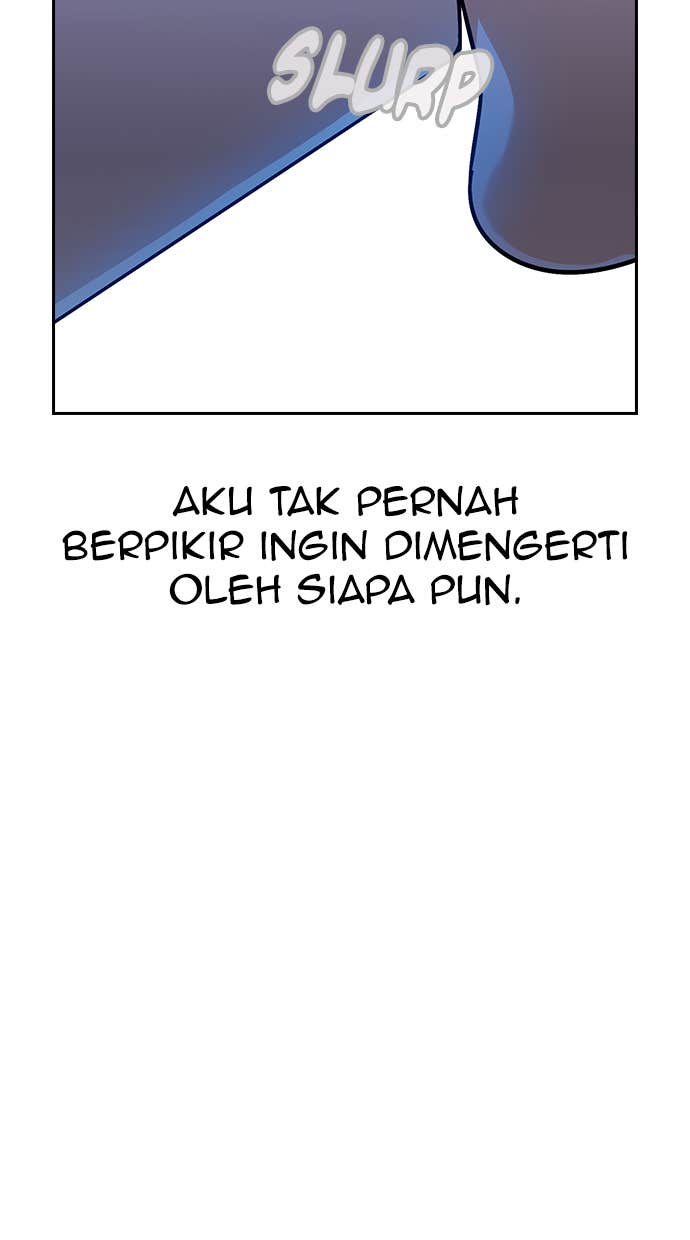 SLURP
AKU TAK PERNAH
BERPIKIR INGIN DIMENGERTI
OLEH SIAPA PUN.